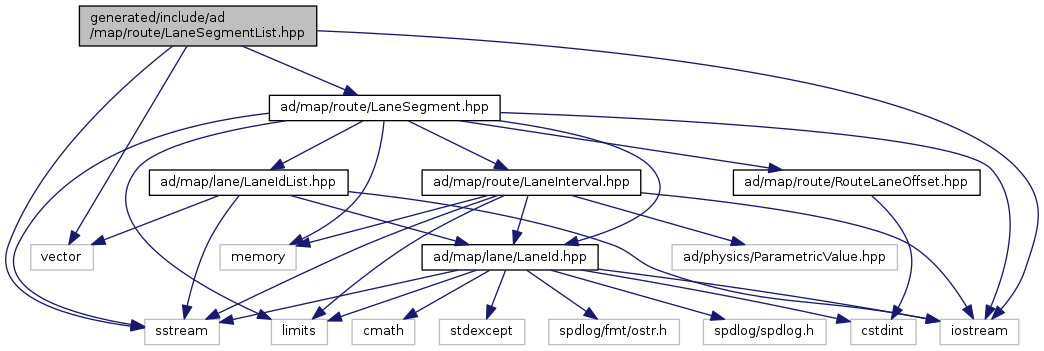 generated/include/ad
/map/route/LaneSegmentList.hpp
ad/map/route/LaneSegment.hpp
ad/map/lane/LaneIdList.hpp
ad/map/route/LaneInterval.hpp
ad/map/route/RouteLaneOffset.hpp
vector
memory
ad/map/lane/LaneId.hpp
ad/physics/ParametricValue.hpp
sstream
limits
cmath
stdexcept
spdlog/fmt/ostr.h
spdlog/spdlog.h
cstdint
iostream